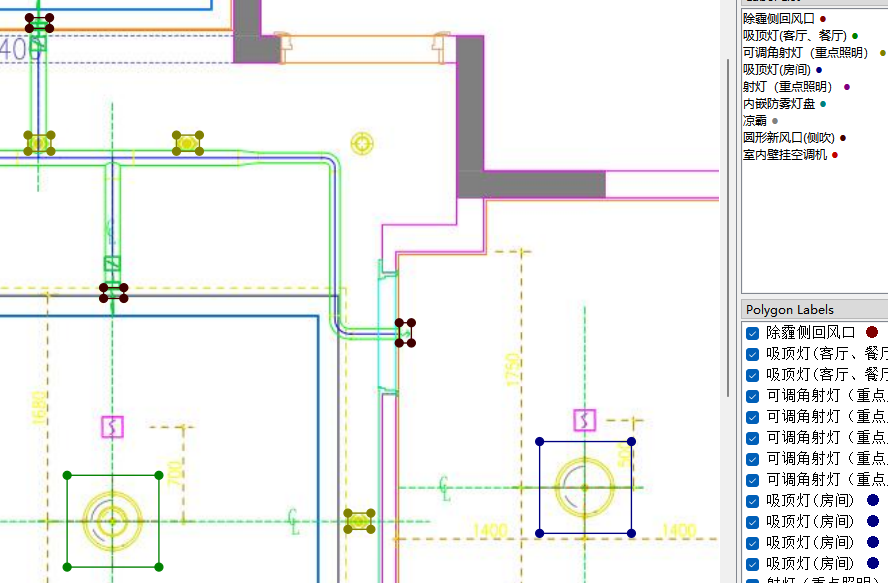 除霾侧回风口
吸顶灯(客厅、餐厅)
可调角射灯（重点照明）
吸顶灯(房间)
射灯（重点照明）
内嵌防雾灯盘
凉霸
圆形新风口(侧吹)
室内壁挂空调机
Polygon Labels
除霾侧回风口
吸顶灯(客厅、餐厅
吸顶灯(客厅、餐厅
可调角射灯（重点
可调角射灯（重点
可调角射灯（重点
可调角射灯（重点
可调角射灯（重点
吸顶灯(房间)
吸顶灯(房间)
吸顶灯(房间)
吸顶灯(房间)
射灯（重点照明）
40
1680
700
1750
500
1400
1400